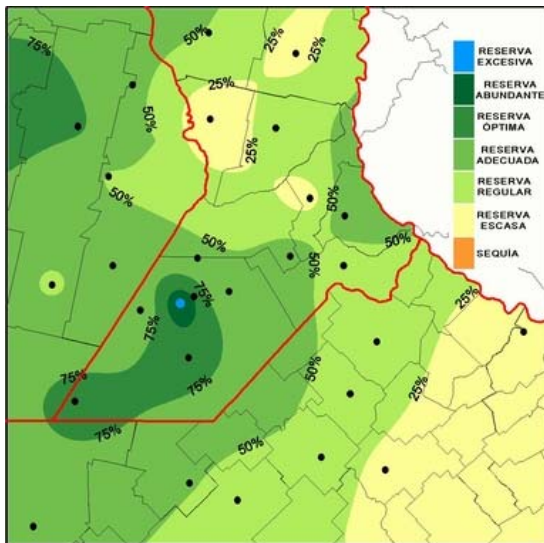 75%
50%
25%
25%
50%
25%
50%
50%
50%
50%
50%
75%
75%
75%
75%
75%
50%
50%
25%
25%
RESERVA
EXCESIVA
RESERVA
ABUNDANTE
RESERVA
ÓPTIMA
RESERVA
ADECUADA
RESERVA
REGULAR
RESERVA
ESCASA
SEQUÍA